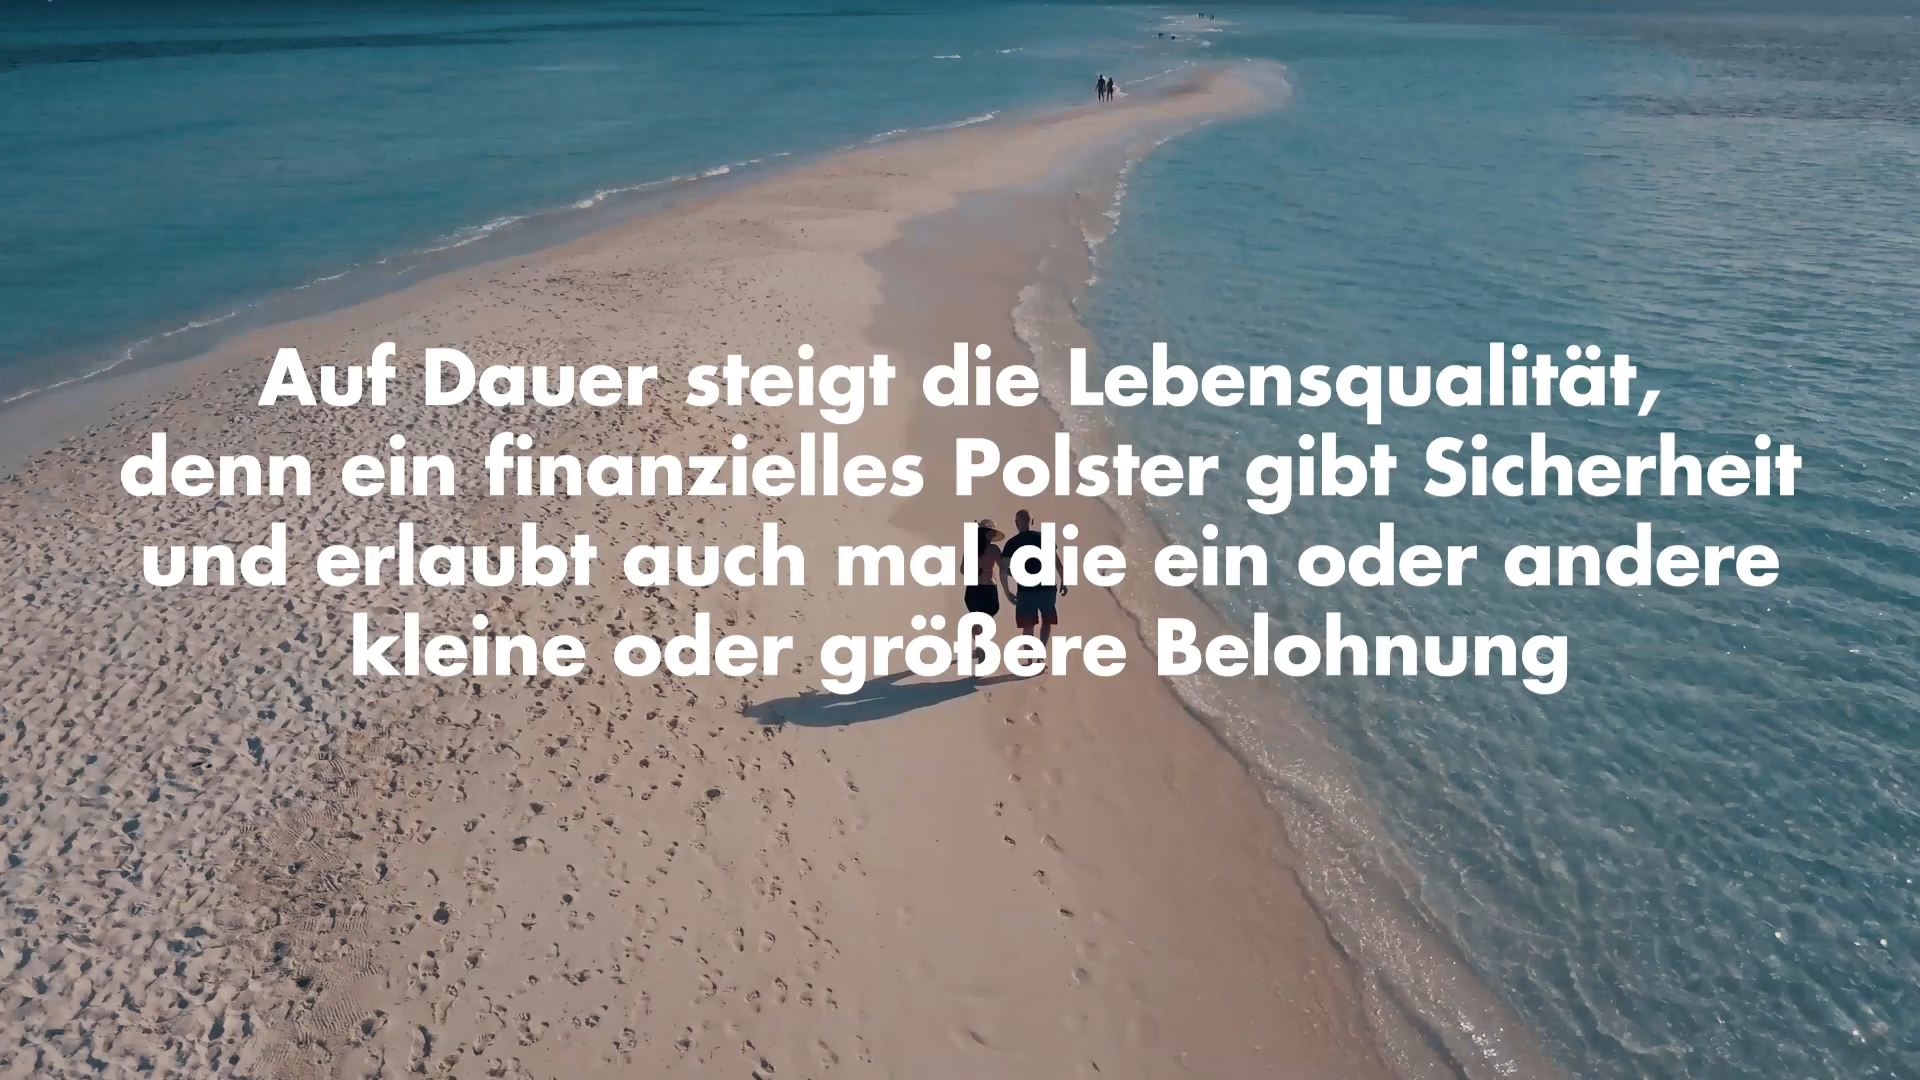 Auf Dauer steigt die Lebensqualität,
denn ein finanzielles Polster gibt Sicherheit
und erlaubt auch mal die ein oder andere
kleine oder größere Belohnung